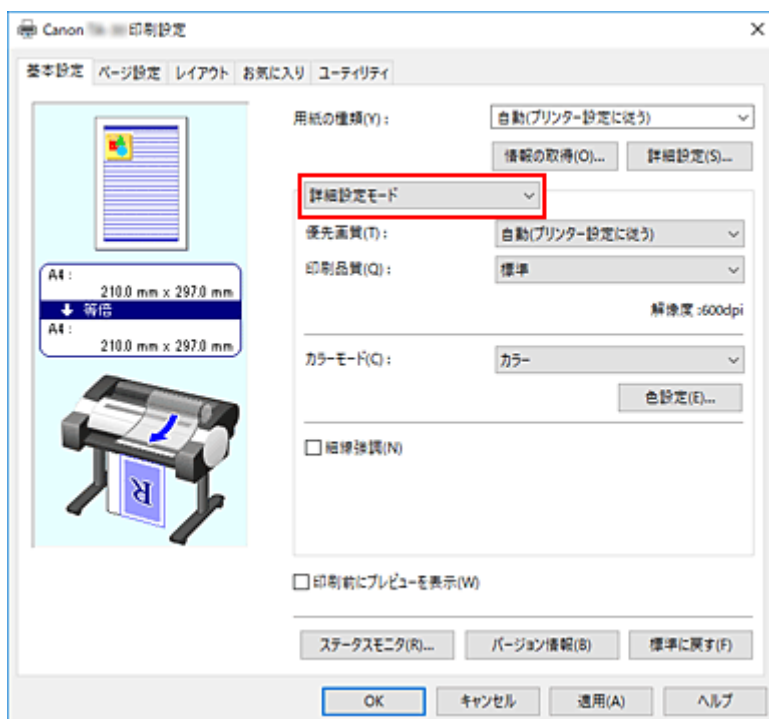 Canon 印刷設定
基本設定 ページ設定 レイアウト お気に入り ユーティリティ
用紙の種類(Y)： 自動(プリンター設定に従う)
情報の取得(O)... 詳細設定(S)...
詳細設定モード
優先画質(T)： 自動(プリンター設定に従う)
印刷品質(Q)： 標準
解像度 :600dpi
A4 :
210.0 mm x 297.0 mm
等倍
A4 :
210.0 mm x 297.0 mm
カラーモード(C)： カラー
色設定(E)...
細線強調(N)
R
印刷前にプレビューを表示(W)
ステータスモニタ(R)... バージョン情報(B) 標準に戻す(F)
OK キャンセル 適用(A) ヘルプ